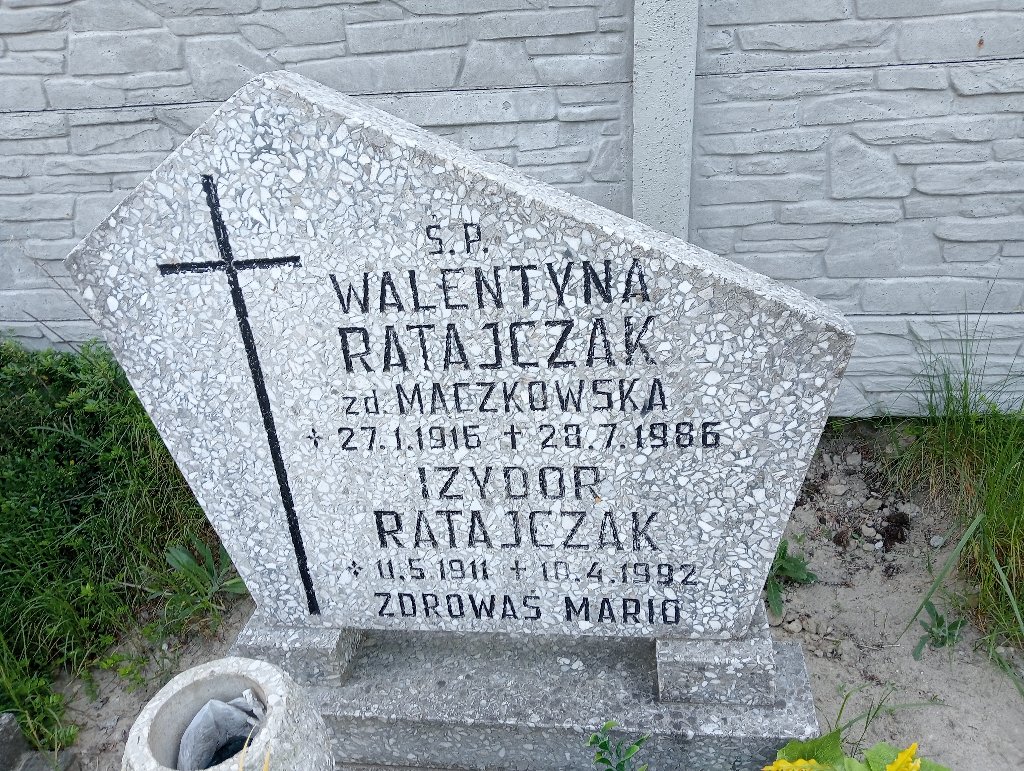 Ś.P.
WALENTYNA
RATAJCZAK
zd. MACZKOWSKA
* 27.1.1916 + 28.7.1986
IZYDOR
RATAJCZAK
* 11.5.1911 + 18.4.1992
ZDROWAŚ MARIO